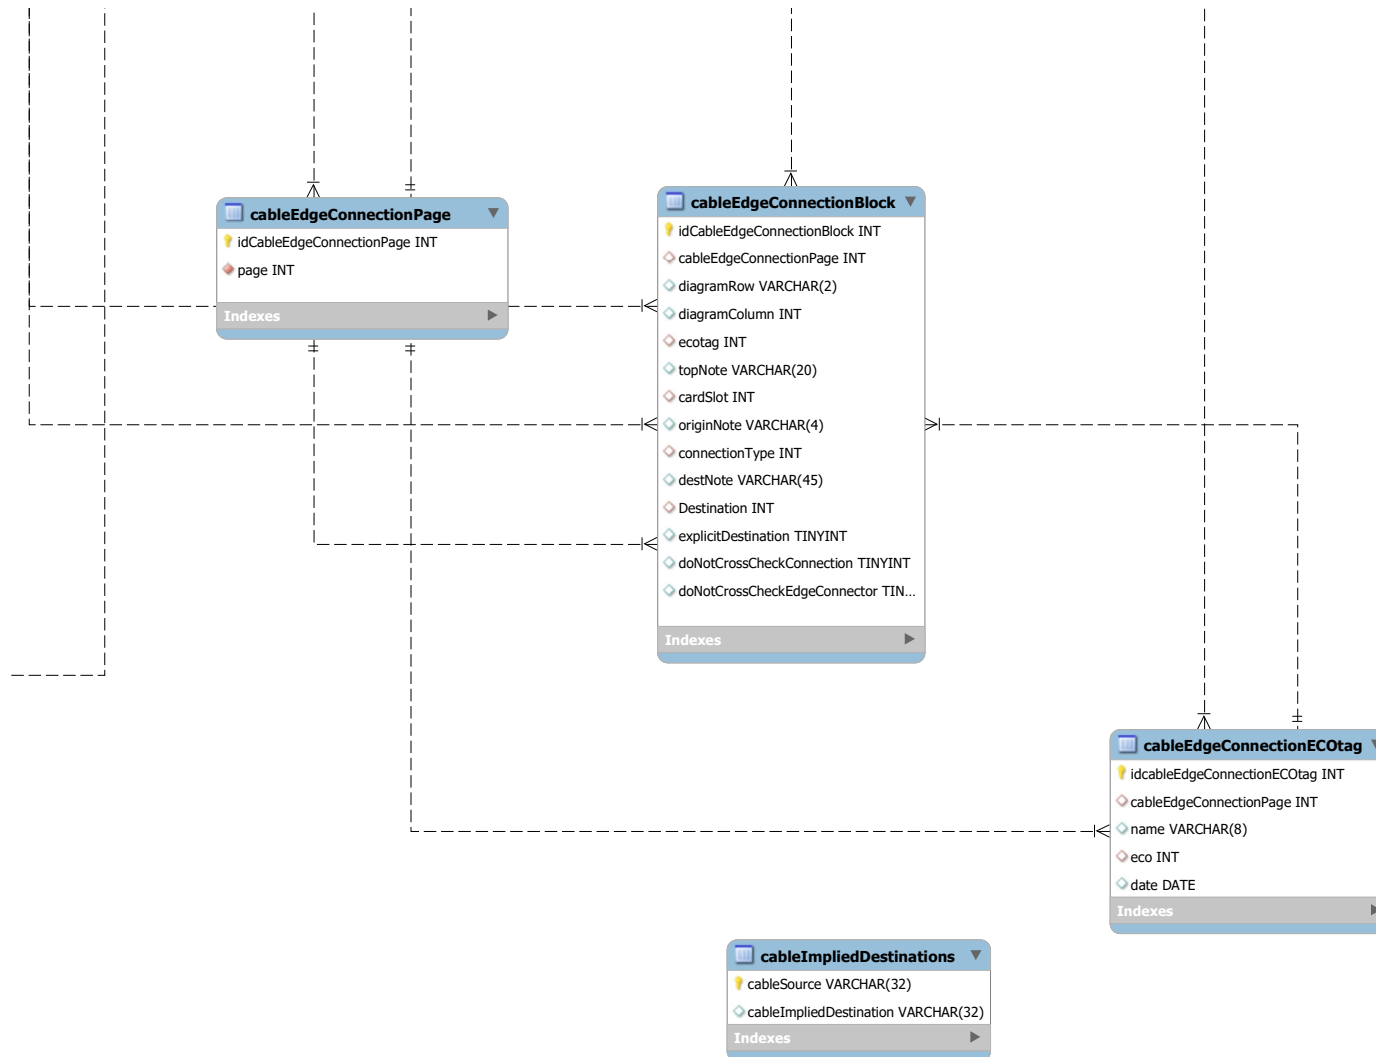 cableEdgeConnectionPage
idCableEdgeConnectionPage INT
page INT
Indexes
cableEdgeConnectionBlock
idCableEdgeConnectionBlock INT
cableEdgeConnectionPage INT
diagramRow VARCHAR(2)
diagramColumn INT
ecotag INT
topNote VARCHAR(20)
cardSlot INT
originNote VARCHAR(4)
connectionType INT
destNote VARCHAR(45)
Destination INT
explicitDestination TINYINT
doNotCrossCheckConnection TINYINT
doNotCrossCheckEdgeConnector TIN...
Indexes
cableEdgeConnectionECOtag
idcableEdgeConnectionECOtag INT
cableEdgeConnectionPage INT
name VARCHAR(8)
eco INT
date DATE
Indexes
cableImpliedDestinations
cableSource VARCHAR(32)
cableImpliedDestination VARCHAR(32)
Indexes